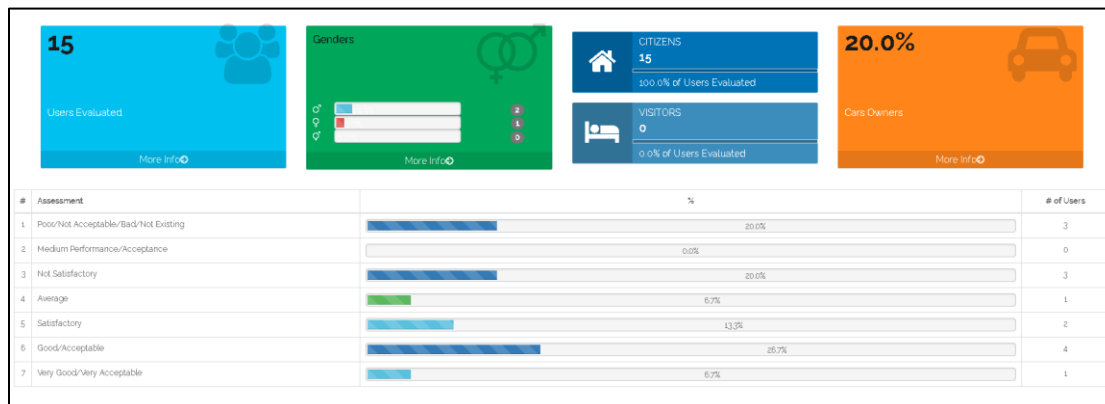 15
Users Evaluated
More Info
Genders
2
1
0
More Info
CITIZENS
15
100.0% of Users Evaluated
VISITORS
0
0.0% of Users Evaluated
20.0%
Cars Owners
More Info
# Assessment % # of Users
1 Poor/Not Acceptable/Bad/Not Existing 20.0% 3
2 Medium Performance/Acceptance 0.0% 0
3 Not Satisfactory 20.0% 3
4 Average 6.7% 1
5 Satisfactory 13.3% 2
6 Good/Acceptable 26.7% 4
7 Very Good/Very Acceptable 6.7% 1